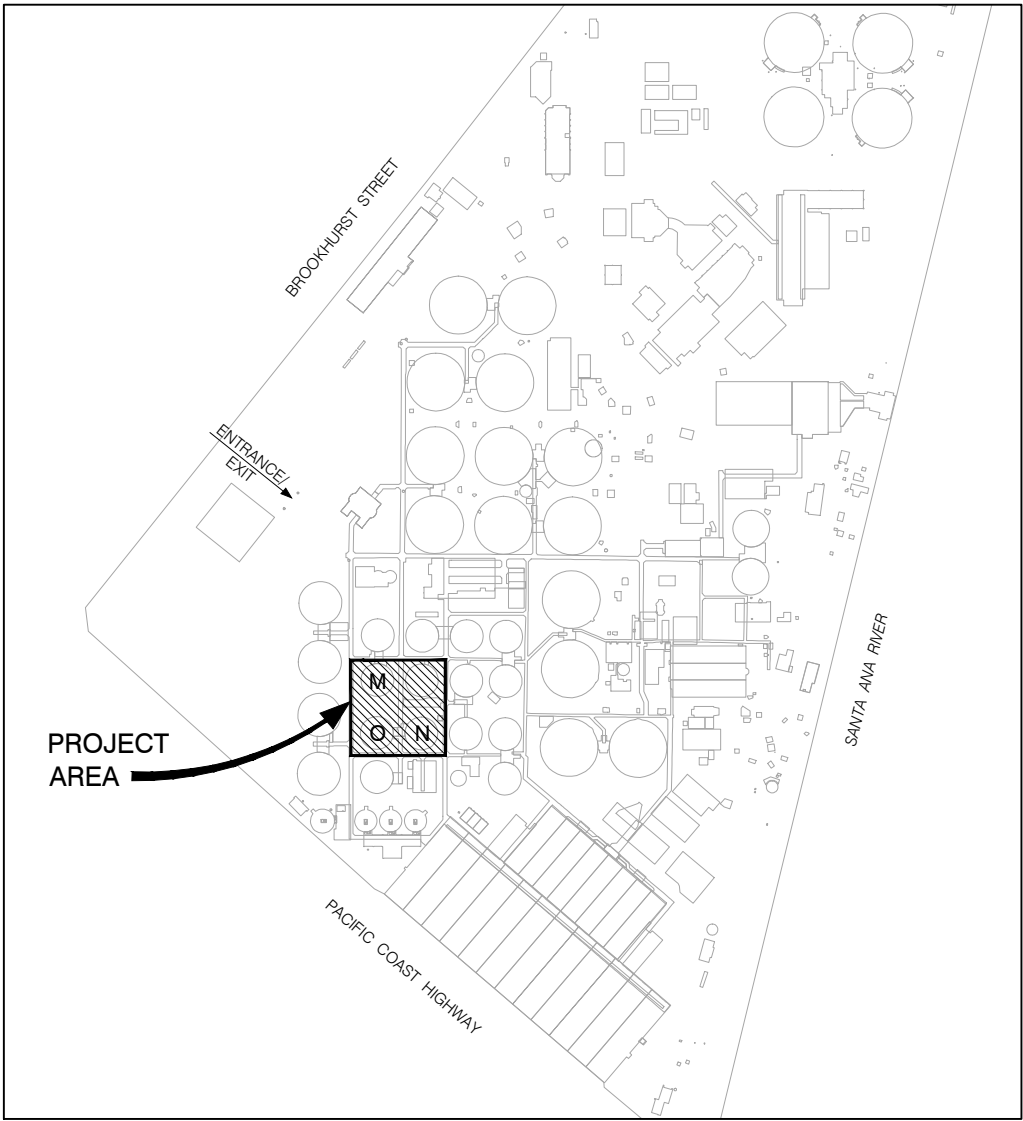 BROOKHURST STREET
ENTRANCE/
EXIT
SANTA ANA RIVER
M
O
N
PROJECT
AREA
PACIFIC COAST HIGHWAY